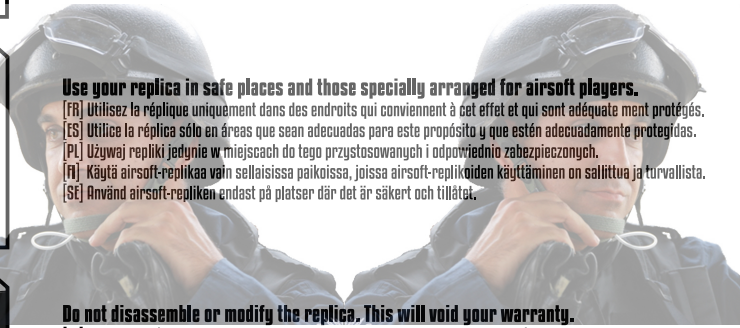 Use your replica in safe places and those specially arranged for airsoft players.
[FR] Utilisez la réplique uniquement dans des endroits qui conviennent à cet effet et qui sont adéquate ment protégés.
[ES] Utilice la réplica sólo en áreas que sean adecuadas para este propósito y que estén adecuadamente protegidas.
[PL] Używaj repliki jedynie w miejscach do tego przystosowanych i odpowiednio zabezpieczonych.
[FI] Käytä airsoft-replikaa vain sellaisissa paikoissa, joissa airsoft-replikoiden käyttäminen on sallittua ja turvallista.
[SE] Använd airsoft-repliken endast på platser där det är säkert och tillåtet.
Do not disassemble or modify the replica. This will void your warranty.